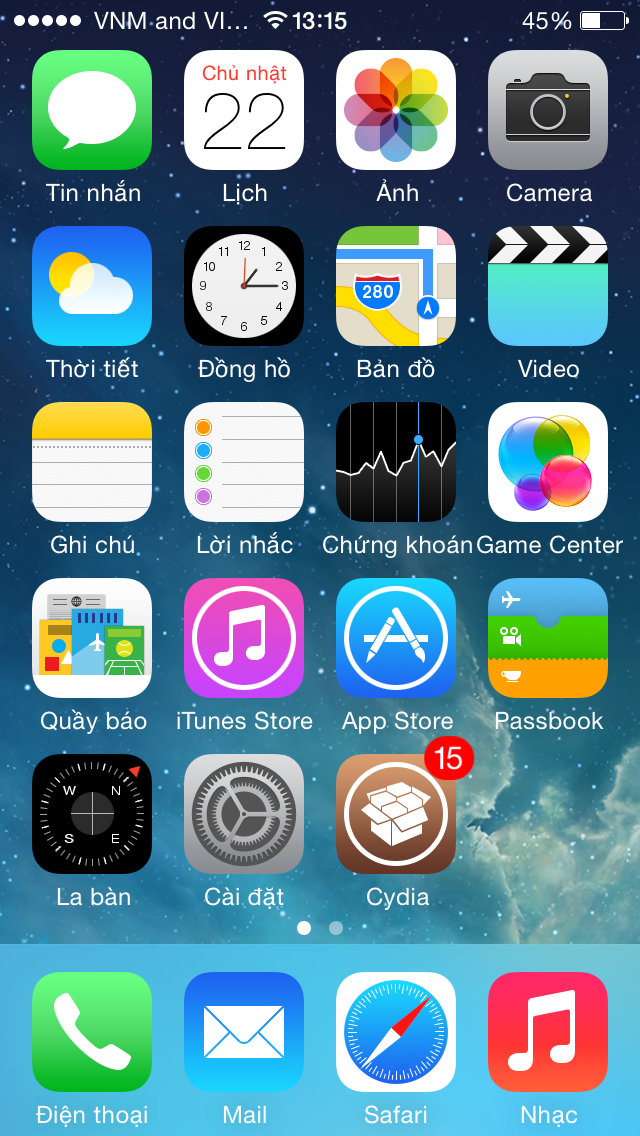 VNM and VI... 13:15 45%
Chủ nhật
22
280
Tin nhắn Lịch Ảnh Camera
12 1 2 3 4 5 6 7 8 9 10 11
Thời tiết Đồng hồ Bản đồ Video
Ghi chú Lời nhắc Chứng khoán Game Center
Quầy báo iTunes Store App Store Passbook
15
W N S E
La bàn Cài đặt Cydia
Điện thoại Mail Safari Nhạc